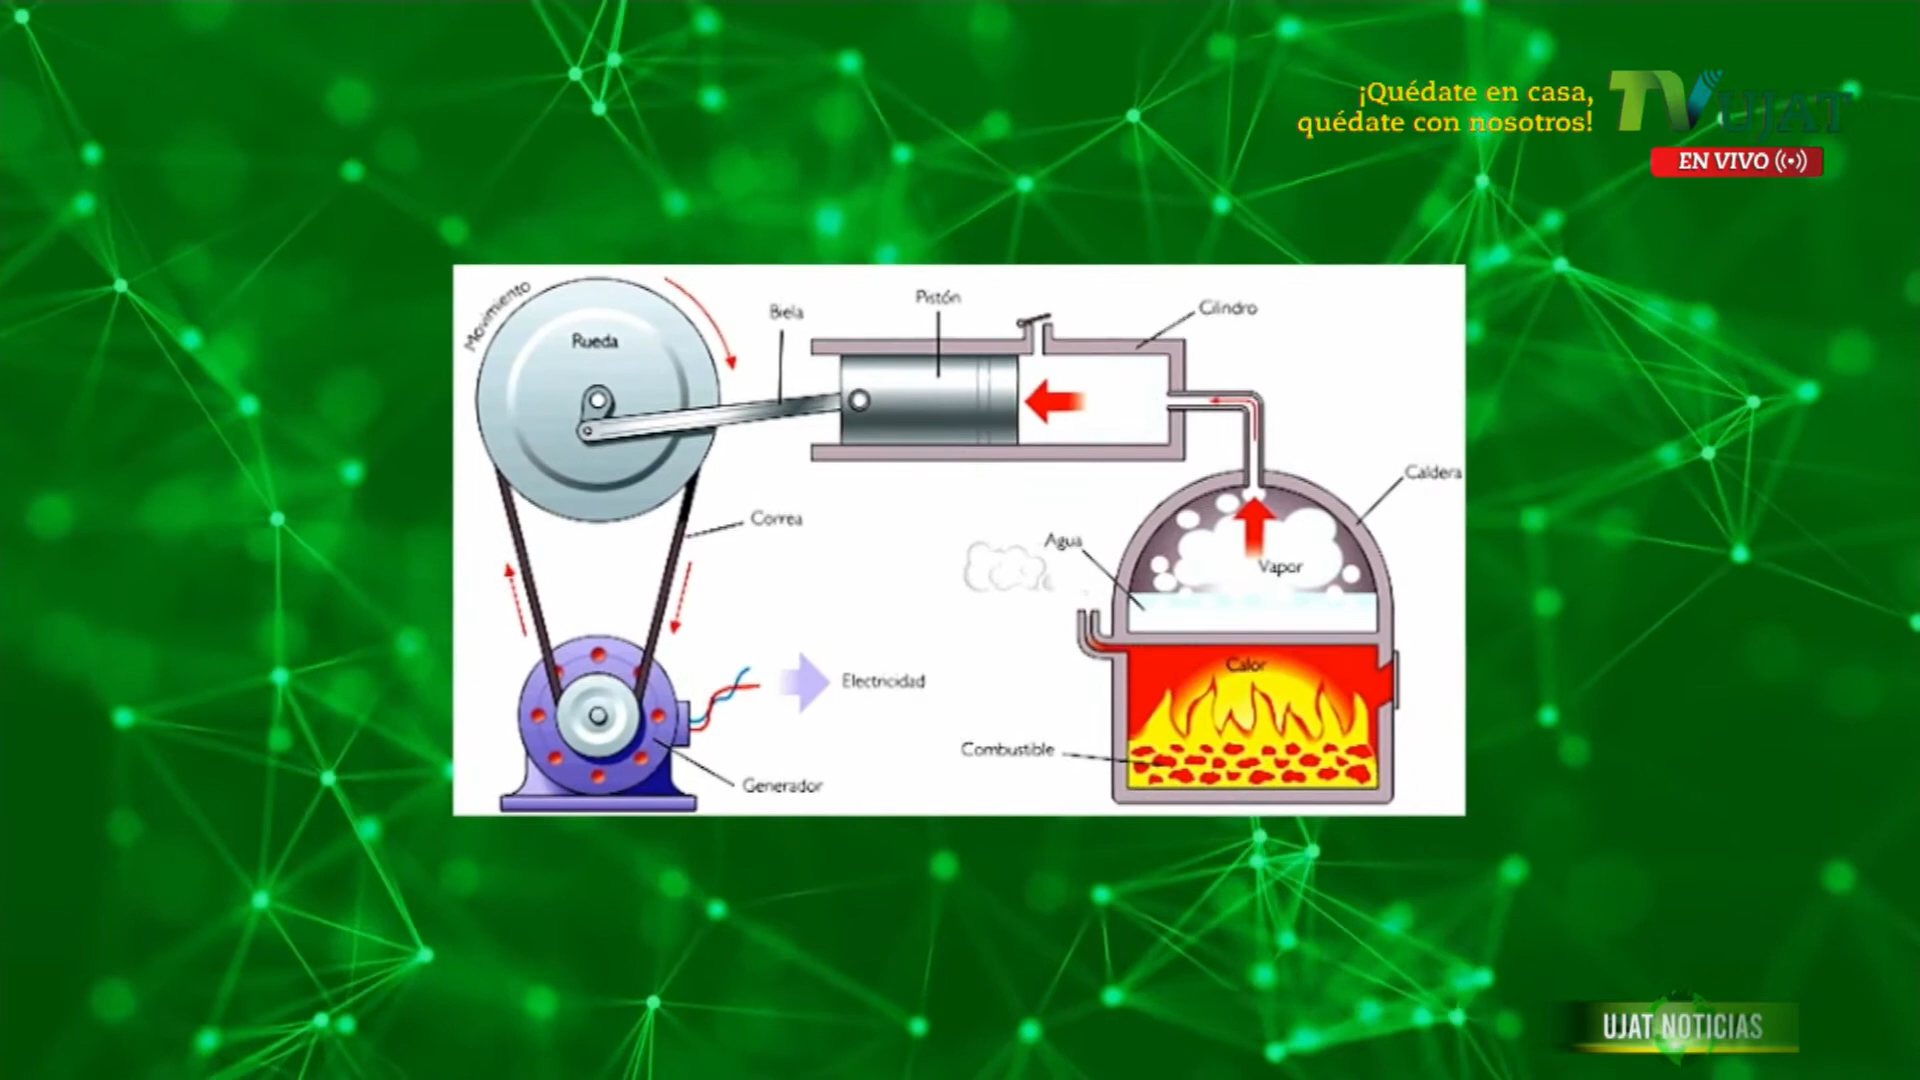 ¡Quédate en casa,
quédate con nosotros!
TV UJAT
EN VIVO
Movimiento
Rueda
Biela
Pistón
Cilindro
Caldera
Correa
Agua
Vapor
Calor
Electricidad
Combustible
Generador
UJAT NOTICIAS